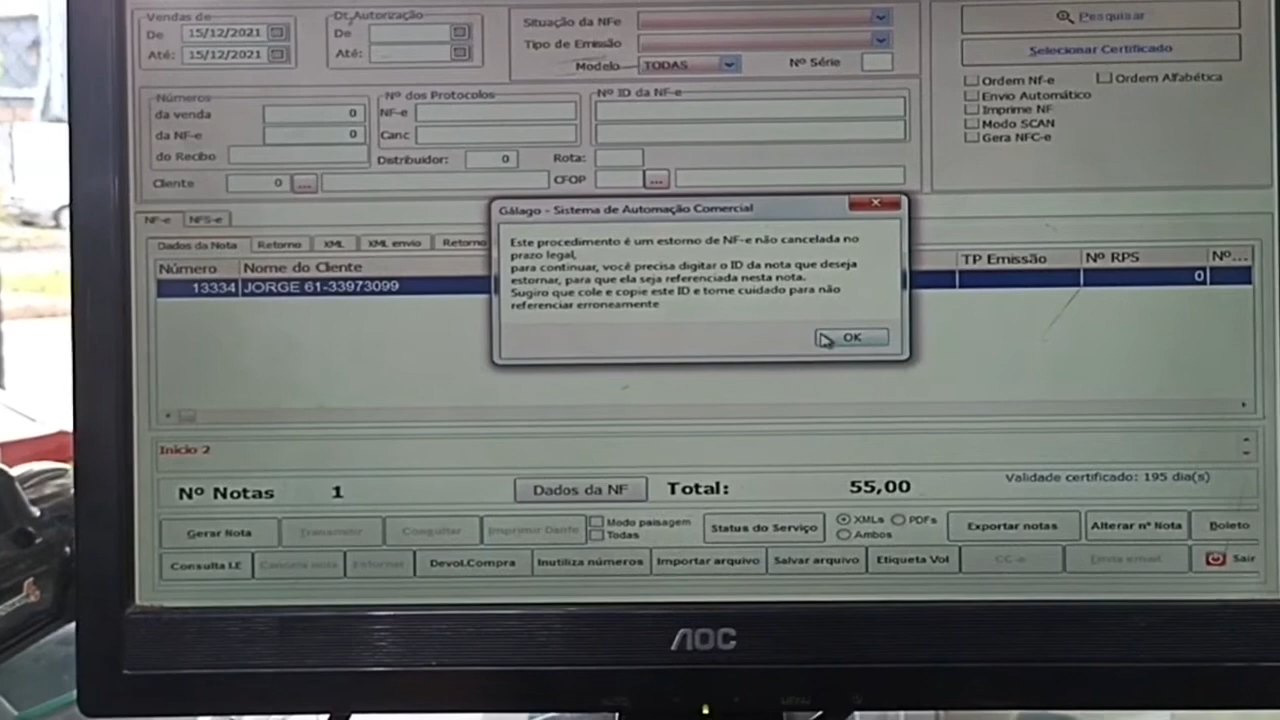 Vendas de
De 15/12/2021
Até: 15/12/2021
Dt.Autorização
De
Até:
Situação da NFe
Tipo de Emissão
Modelo TODAS
Nº Série
Pesquisar
Selecionar Certificado
Ordem Nf-e
Ordem Alfabética
Envio Automático
Imprime NF
Modo SCAN
Gera NFC-e
Números
da venda 0
da NF-e 0
do Recibo
Nº dos Protocolos
NF-e
Canc
Nº ID da NF-e
Distribuidor: 0
Rota:
Cliente 0 ...
CFOP ...
NF-e NFS-e
Dados da Nota Retorno XML XML envio Retorno
Número Nome do Cliente TP Emissão Nº RPS Nº...
13334 JORGE 61-33973099 0
Gálago - Sistema de Automação Comercial
Este procedimento é um estorno de NF-e não cancelada no
prazo legal,
para continuar, você precisa digitar o ID da nota que deseja
estornar, para que ela seja referenciada nesta nota.
Sugiro que cole e copie este ID e tome cuidado para não
referenciar erroneamente
OK
Inicio 2
Nº Notas 1 Dados da NF Total: 55,00 Validade certificado: 195 dia(s)
Gerar Nota Transmitir Consultar Imprimir Danfe
Modo paisagem
Todas
Status do Serviço
XMLs PDFs
Ambos
Exportar notas Alterar nº Nota Boleto
Consulta I.E Cancela nota Estornar Devol.Compra Inutiliza números Importar arquivo Salvar arquivo Etiqueta Vol CC-e Envia email Sair
AOC
MENU